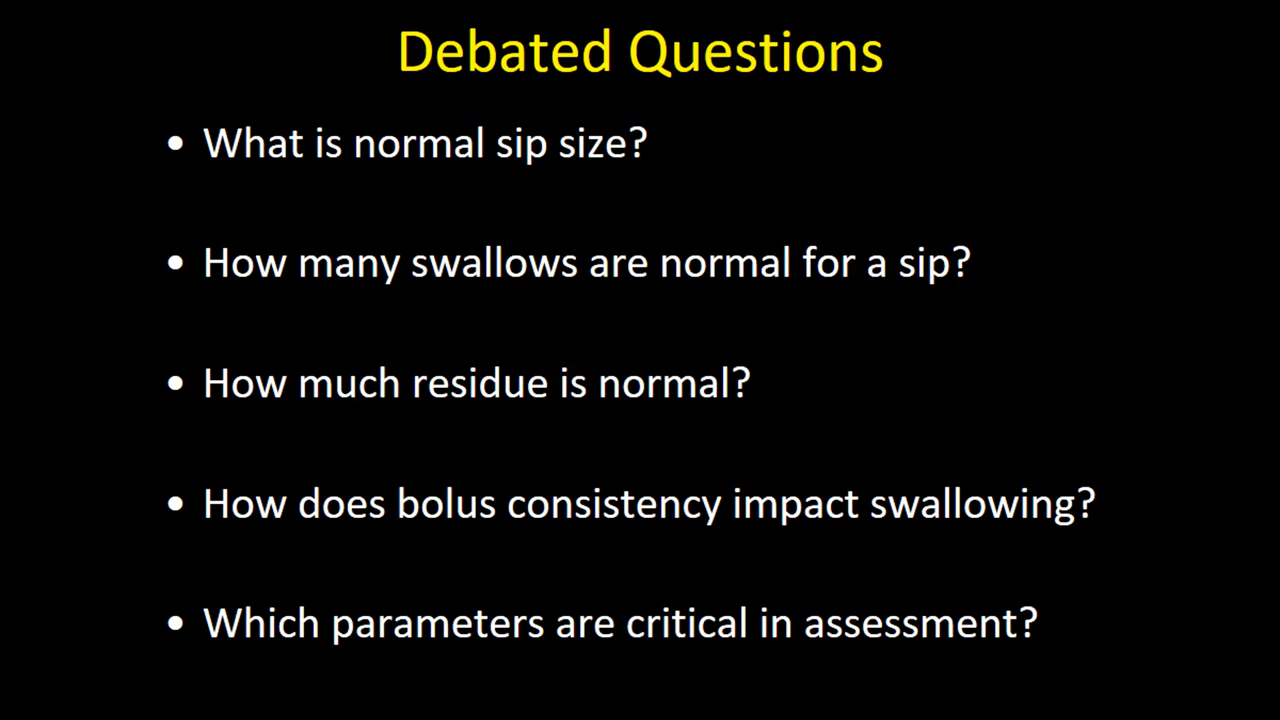 Debated Questions
• What is normal sip size?
• How many swallows are normal for a sip?
• How much residue is normal?
• How does bolus consistency impact swallowing?
• Which parameters are critical in assessment?